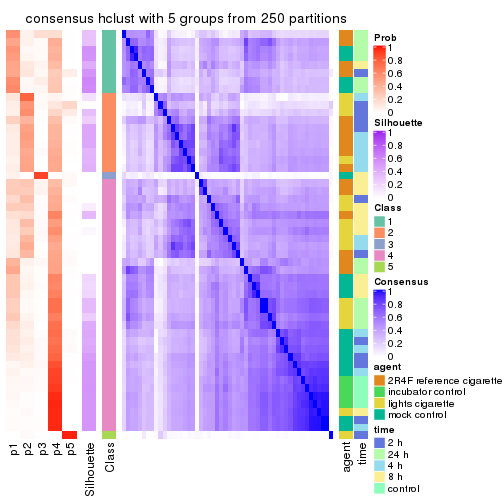 consensus hclust with 5 groups from 250 partitions
Prob
1
0.8
0.6
0.4
0.2
0
Silhouette
1
0.8
0.6
0.4
0.2
0
Class
1
2
3
4
5
Consensus
1
0.8
0.6
0.4
0.2
0
agent
2R4F reference cigarette
incubator control
lights cigarette
mock control
time
2 h
24 h
4 h
8 h
control
p1
p2
p3
p4
p5
Silhouette
Class
agent
time